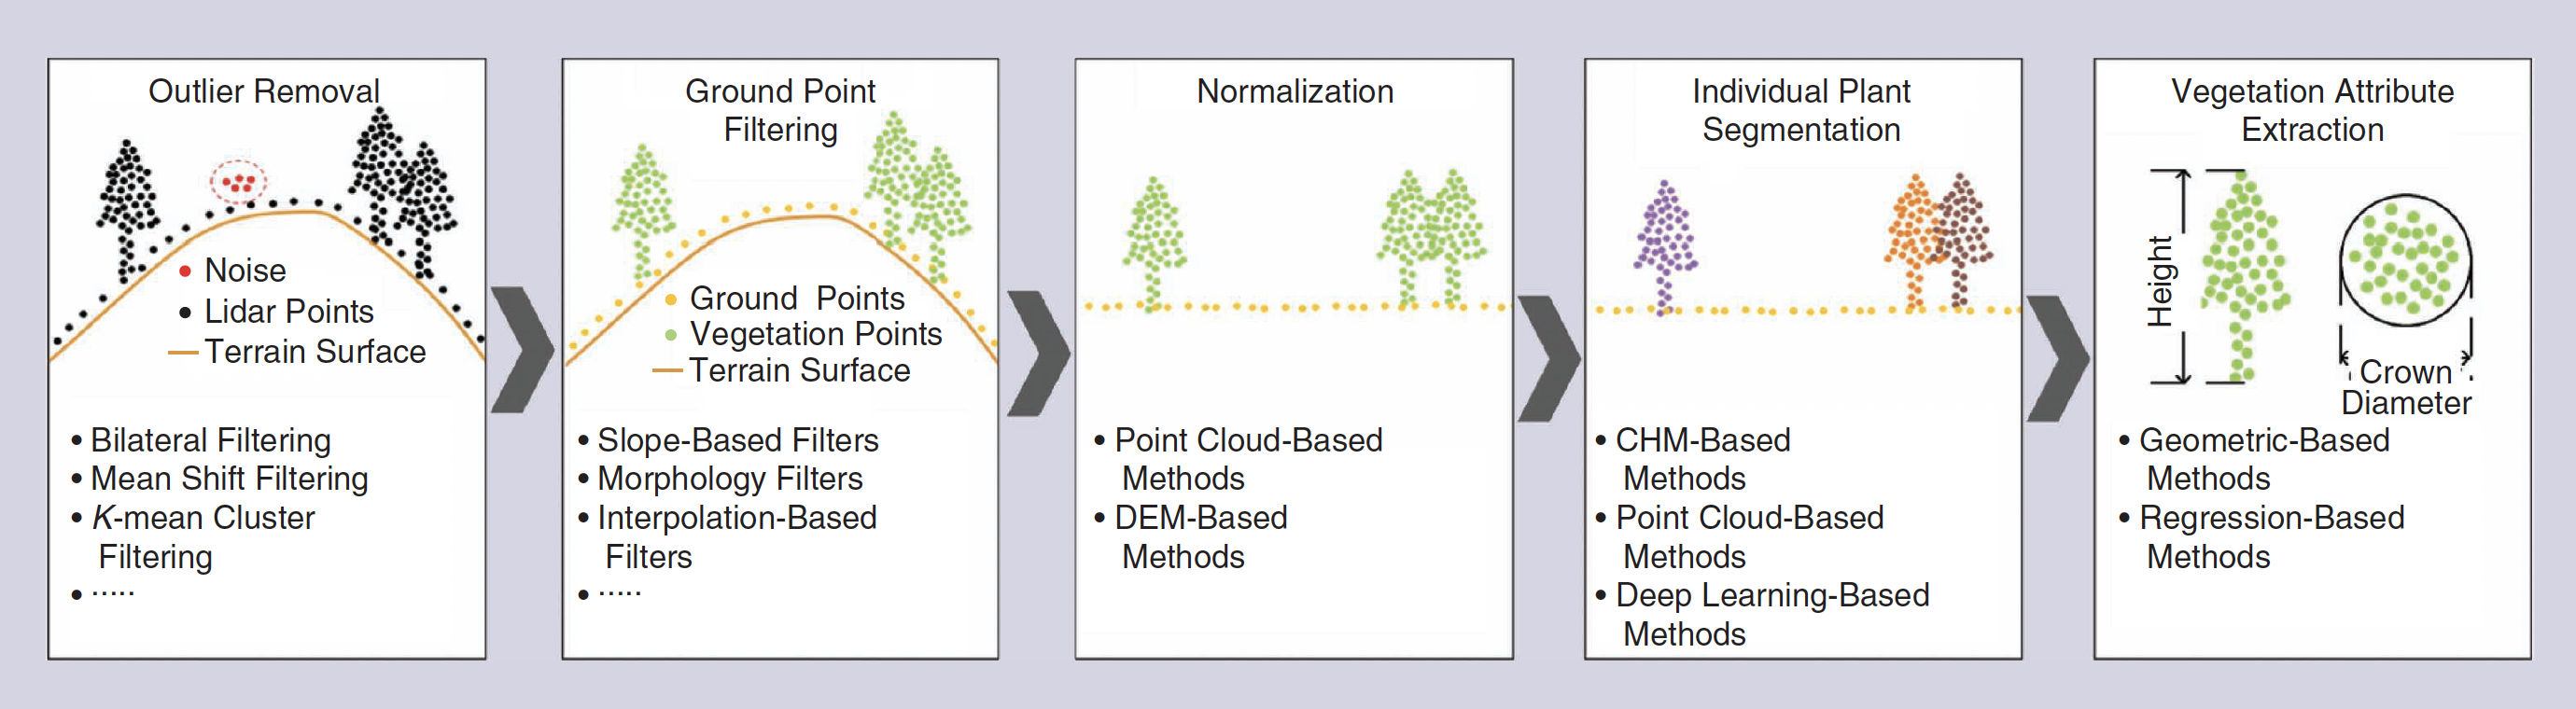 Outlier Removal
Noise
Lidar Points
Terrain Surface
• Bilateral Filtering
• Mean Shift Filtering
• K-mean Cluster
Filtering
• .....
Ground Point
Filtering
Ground Points
Vegetation Points
Terrain Surface
• Slope-Based Filters
• Morphology Filters
• Interpolation-Based
Filters
• .....
Normalization
• Point Cloud-Based
Methods
• DEM-Based
Methods
Individual Plant
Segmentation
• CHM-Based
Methods
• Point Cloud-Based
Methods
• Deep Learning-Based
Methods
Vegetation Attribute
Extraction
Height
Crown
Diameter
• Geometric-Based
Methods
• Regression-Based
Methods